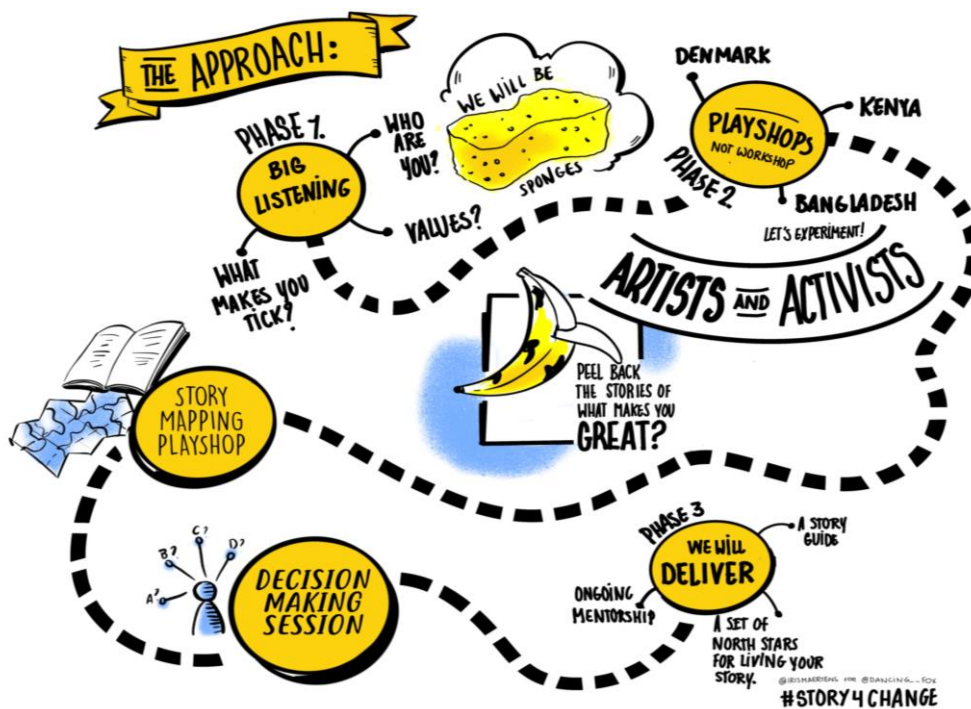 THE APPROACH:
PHASE 1.
BIG
LISTENING
WHO
ARE
YOU?
VALUES?
WHAT
MAKES YOU
TICK?
WE WILL BE
SPONGES
DENMARK
KENYA
PLAYSHOPS
NOT WORKSHOP
PHASE 2.
BANGLADESH
LET'S EXPERIMENT!
ARTISTS AND ACTIVISTS
PEEL BACK
THE STORIES OF
WHAT MAKES YOU
GREAT?
STORY
MAPPING
PLAYSHOP
A?
B?
C?
D?
DECISION
MAKING
SESSION
PHASE 3
WE WILL
DELIVER
A STORY
GUIDE
ONGOING
MENTORSHIP
A SET OF
NORTH STARS
FOR LIVING YOUR
STORY.
@IRISMAERTENS FOR @DANCING_FOX
#STORY4CHANGE